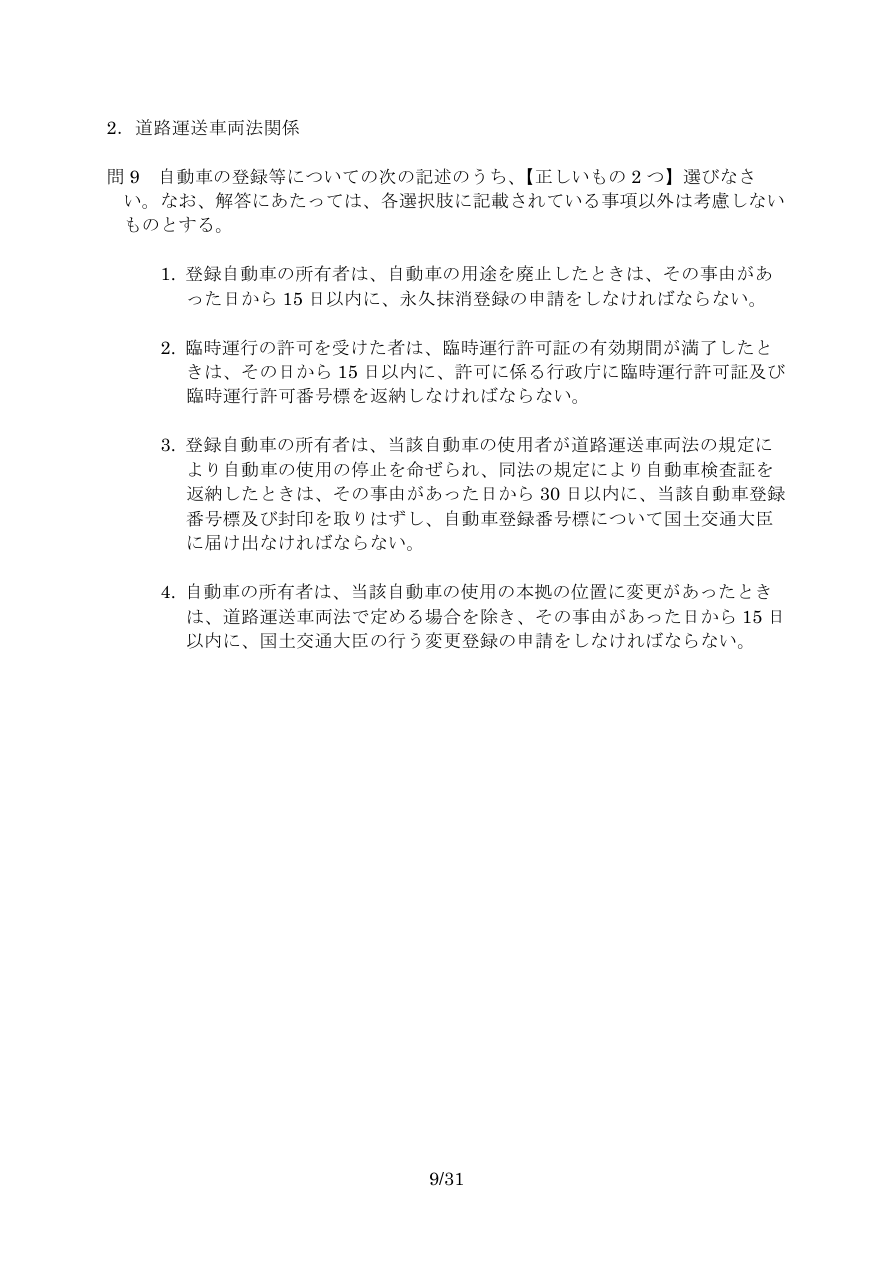 2．道路運送車両法関係
問 9　自動車の登録等についての次の記述のうち、【正しいもの 2 つ】選びなさ
い。なお、解答にあたっては、各選択肢に記載されている事項以外は考慮しない
ものとする。
1. 登録自動車の所有者は、自動車の用途を廃止したときは、その事由があ
った日から 15 日以内に、永久抹消登録の申請をしなければならない。
2. 臨時運行の許可を受けた者は、臨時運行許可証の有効期間が満了したと
きは、その日から 15 日以内に、許可に係る行政庁に臨時運行許可証及び
臨時運行許可番号標を返納しなければならない。
3. 登録自動車の所有者は、当該自動車の使用者が道路運送車両法の規定に
より自動車の使用の停止を命ぜられ、同法の規定により自動車検査証を
返納したときは、その事由があった日から 30 日以内に、当該自動車登録
番号標及び封印を取りはずし、自動車登録番号標について国土交通大臣
に届け出なければならない。
4. 自動車の所有者は、当該自動車の使用の本拠の位置に変更があったとき
は、道路運送車両法で定める場合を除き、その事由があった日から 15 日
以内に、国土交通大臣の行う変更登録の申請をしなければならない。
9/31